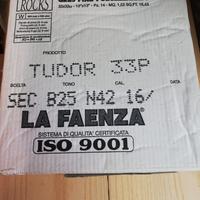 ROCKS
W
PRODOTTO
TUDOR 33P
SCELTA TONO CAL. DATA
SEC B25 N42 16/
LA FAENZA
SISTEMA DI QUALITA' CERTIFICATA
ISO 9001